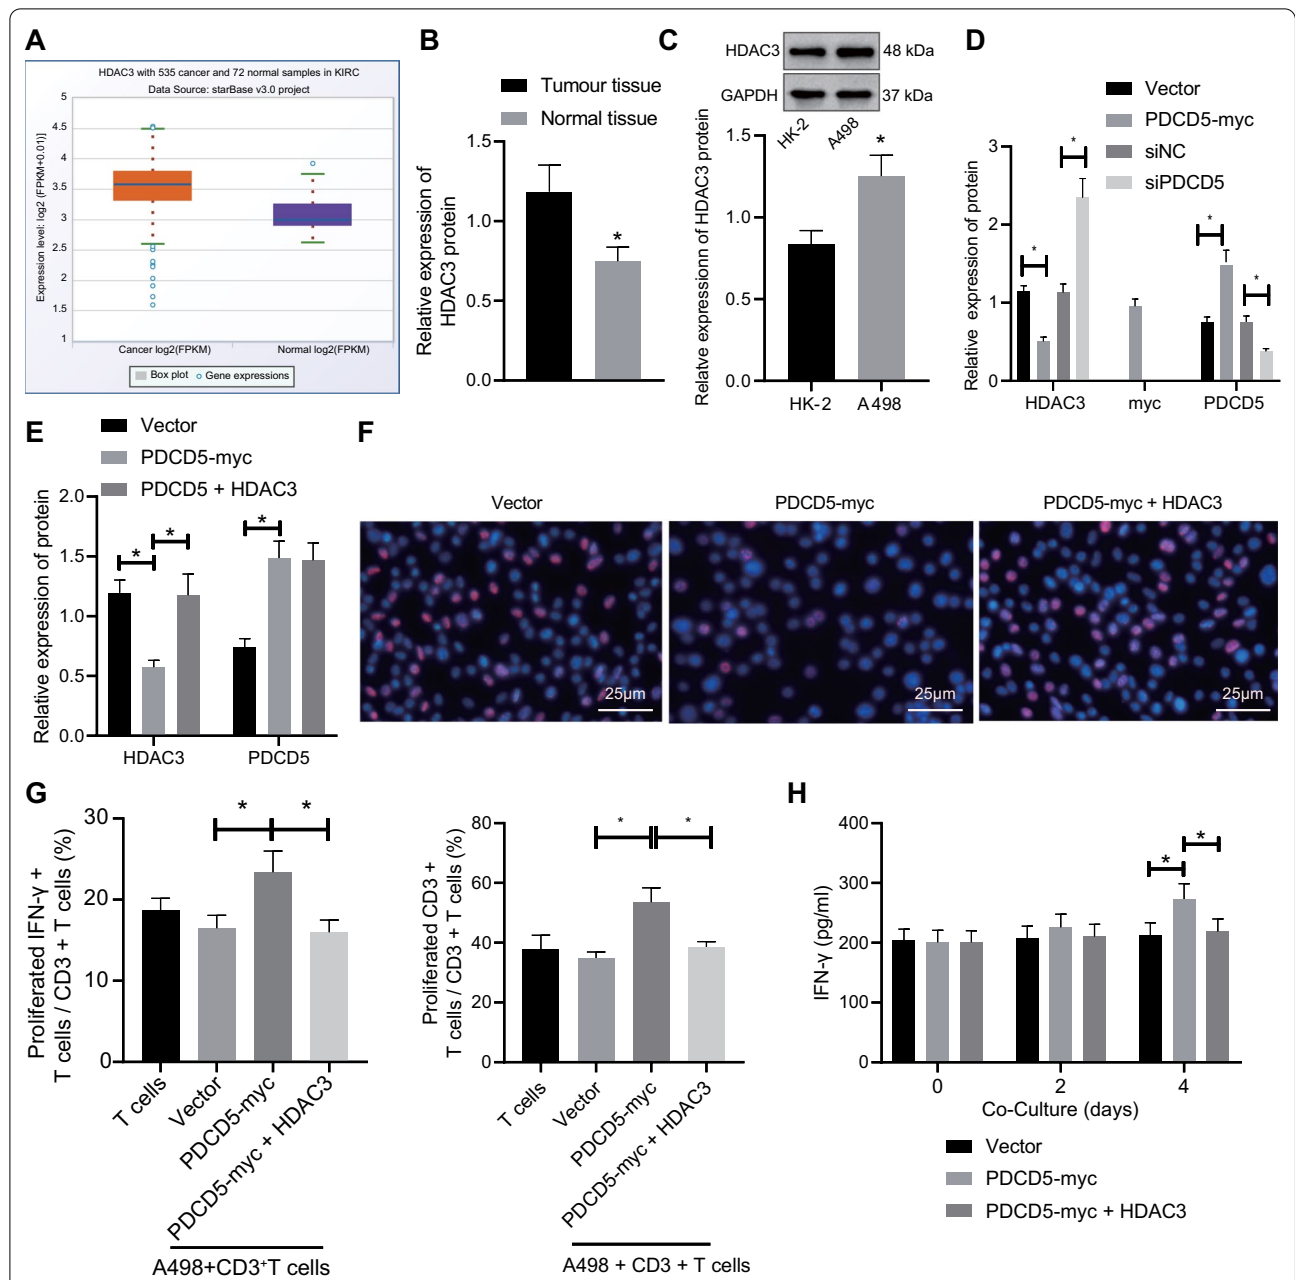 A
HDAC3 with 535 cancer and 72 normal samples in KIRC
Data Source: starBase v3.0 project
Expression level: log2 (FPKM+0.01)]
5
4.5
4
3.5
3
2.5
2
1.5
1
Cancer log2(FPKM)
Normal log2(FPKM)
Box plot
Gene expressions
B
Tumour tissue
Normal tissue
Relative expression of
HDAC3 protein
1.5
1.0
0.5
0.0
*
C
HDAC3
48 kDa
GAPDH
37 kDa
HK-2
A498
Relative expressionn of HDAC3 protein
1.5
1.0
0.5
0.0
*
HK-2
A498
D
Vector
PDCD5-myc
siNC
siPDCD5
Relative expression of protein
3
2
1
0
*
*
*
*
HDAC3
myc
PDCD5
E
Vector
PDCD5-myc
PDCD5 + HDAC3
Relative expression of protein
2.0
1.5
1.0
0.5
0.0
*
*
*
HDAC3
PDCD5
F
Vector
PDCD5-myc
PDCD5-myc + HDAC3
25μm
25μm
25μm
G
Proliferated IFN-γ +
T cells / CD3 + T cells (%)
30
20
10
0
*
*
T cells
Vector
PDCD5-myc
PDCD5-myc + HDAC3
A498+CD3+T cells
Proliferated CD3 +
T cells / CD3 + T cells (%)
80
60
40
20
0
*
*
T cells
Vector
PDCD5-myc
PDCD5-myc + HDAC3
A498 + CD3 + T cells
H
IFN-γ (pg/ml)
400
300
200
100
0
*
*
0
2
4
Co-Culture (days)
Vector
PDCD5-myc
PDCD5-myc + HDAC3